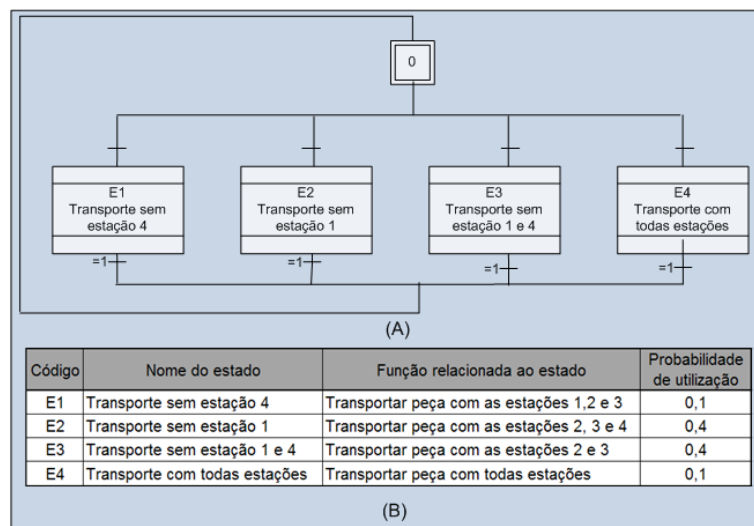 0
E1
Transporte sem
estação 4
E2
Transporte sem
estação 1
E3
Transporte sem
estação 1 e 4
E4
Transporte com
todas estações
=1
=1
=1
=1
(A)
Código Nome do estado Função relacionada ao estado Probabilidade de utilização
E1 Transporte sem estação 4 Transportar peça com as estações 1,2 e 3 0,1
E2 Transporte sem estação 1 Transportar peça com as estações 2, 3 e 4 0,4
E3 Transporte sem estação 1 e 4 Transportar peça com as estações 2 e 3 0,4
E4 Transporte com todas estações Transportar peça com todas estações 0,1
(B)